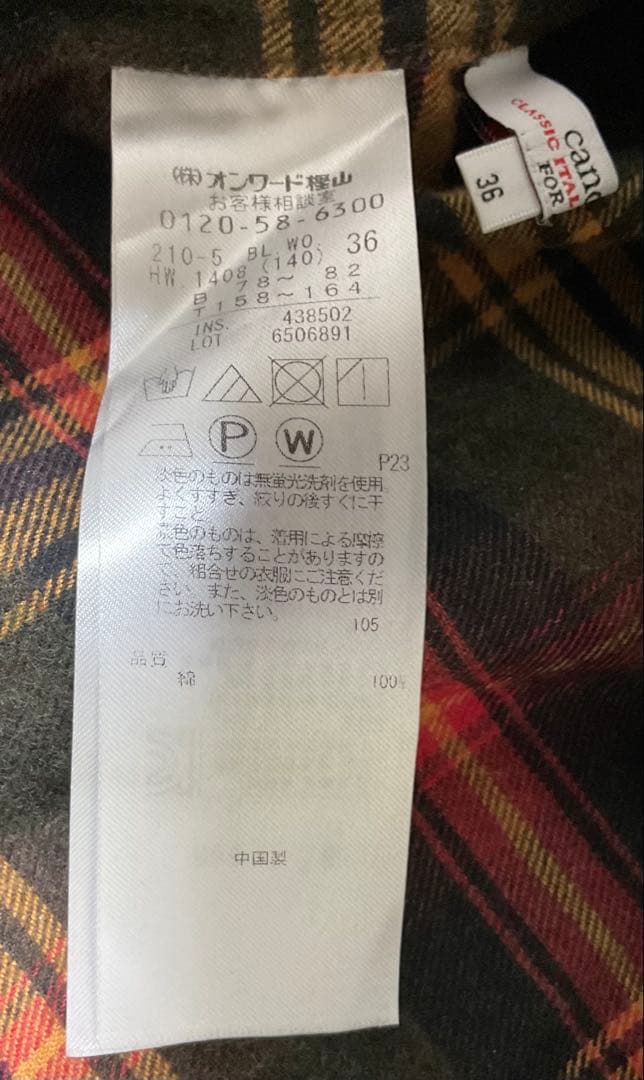 (株)オンワード樫山
お客様相談室
0120-58-6300
210-5 BL WO. 36
HW. 1408 (140)
B 78～ 82
T 158～164
INS. 438502
LOT 6506891
P
W
P23
淡色のものは無蛍光洗剤を使用
よくすすぎ、絞りの後すぐに干
すこと
濃色のものは、着用による摩擦
で色落ちすることがありますの
で、組合せの衣服にご注意くだ
さい。また、淡色のものとは別
にお洗い下さい。
105
品質
綿 100%
中国製
CLASSIC ITAL
FOR
36